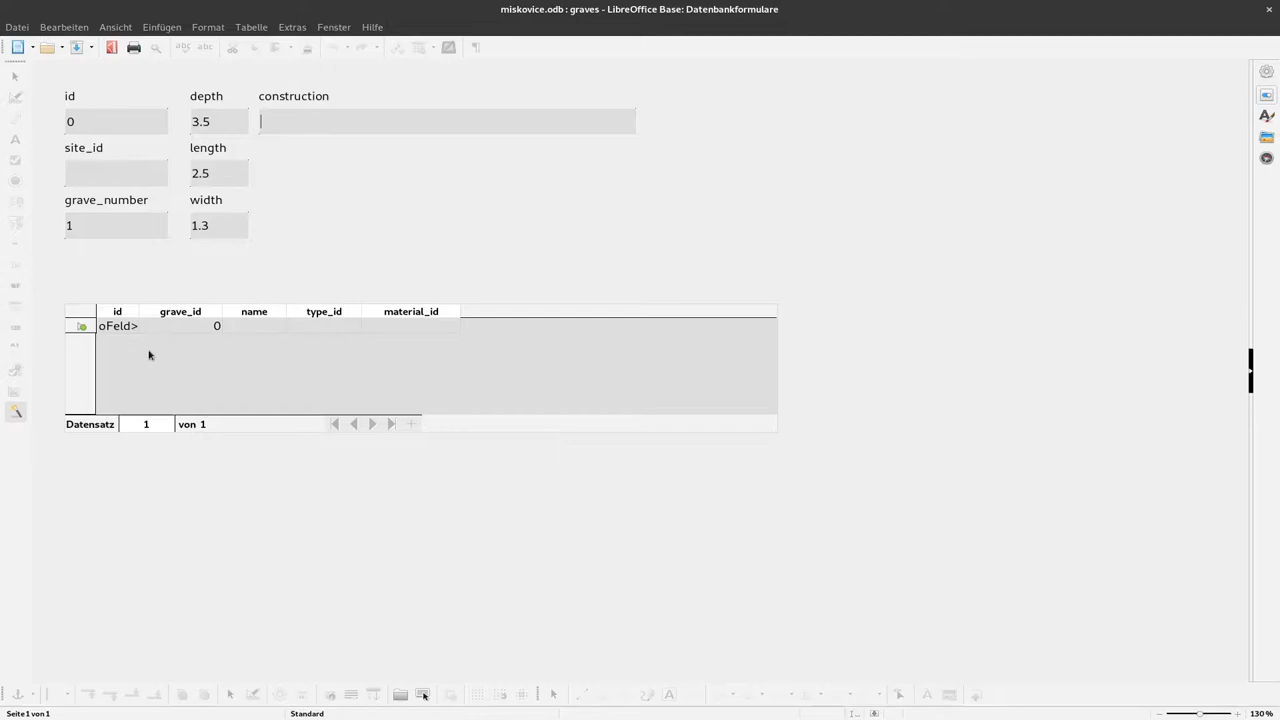 miskovice.odb : graves - LibreOffice Base: Datenbankformulare
Datei Bearbeiten Ansicht Einfügen Format Tabelle Extras Fenster Hilfe
id depth construction
0 3.5
site_id length
2.5
grave_number width
1 1.3
id grave_id name type_id material_id
oFeld> 0
Datensatz 1 von 1
Seite 1 von 1 Standard 130 %